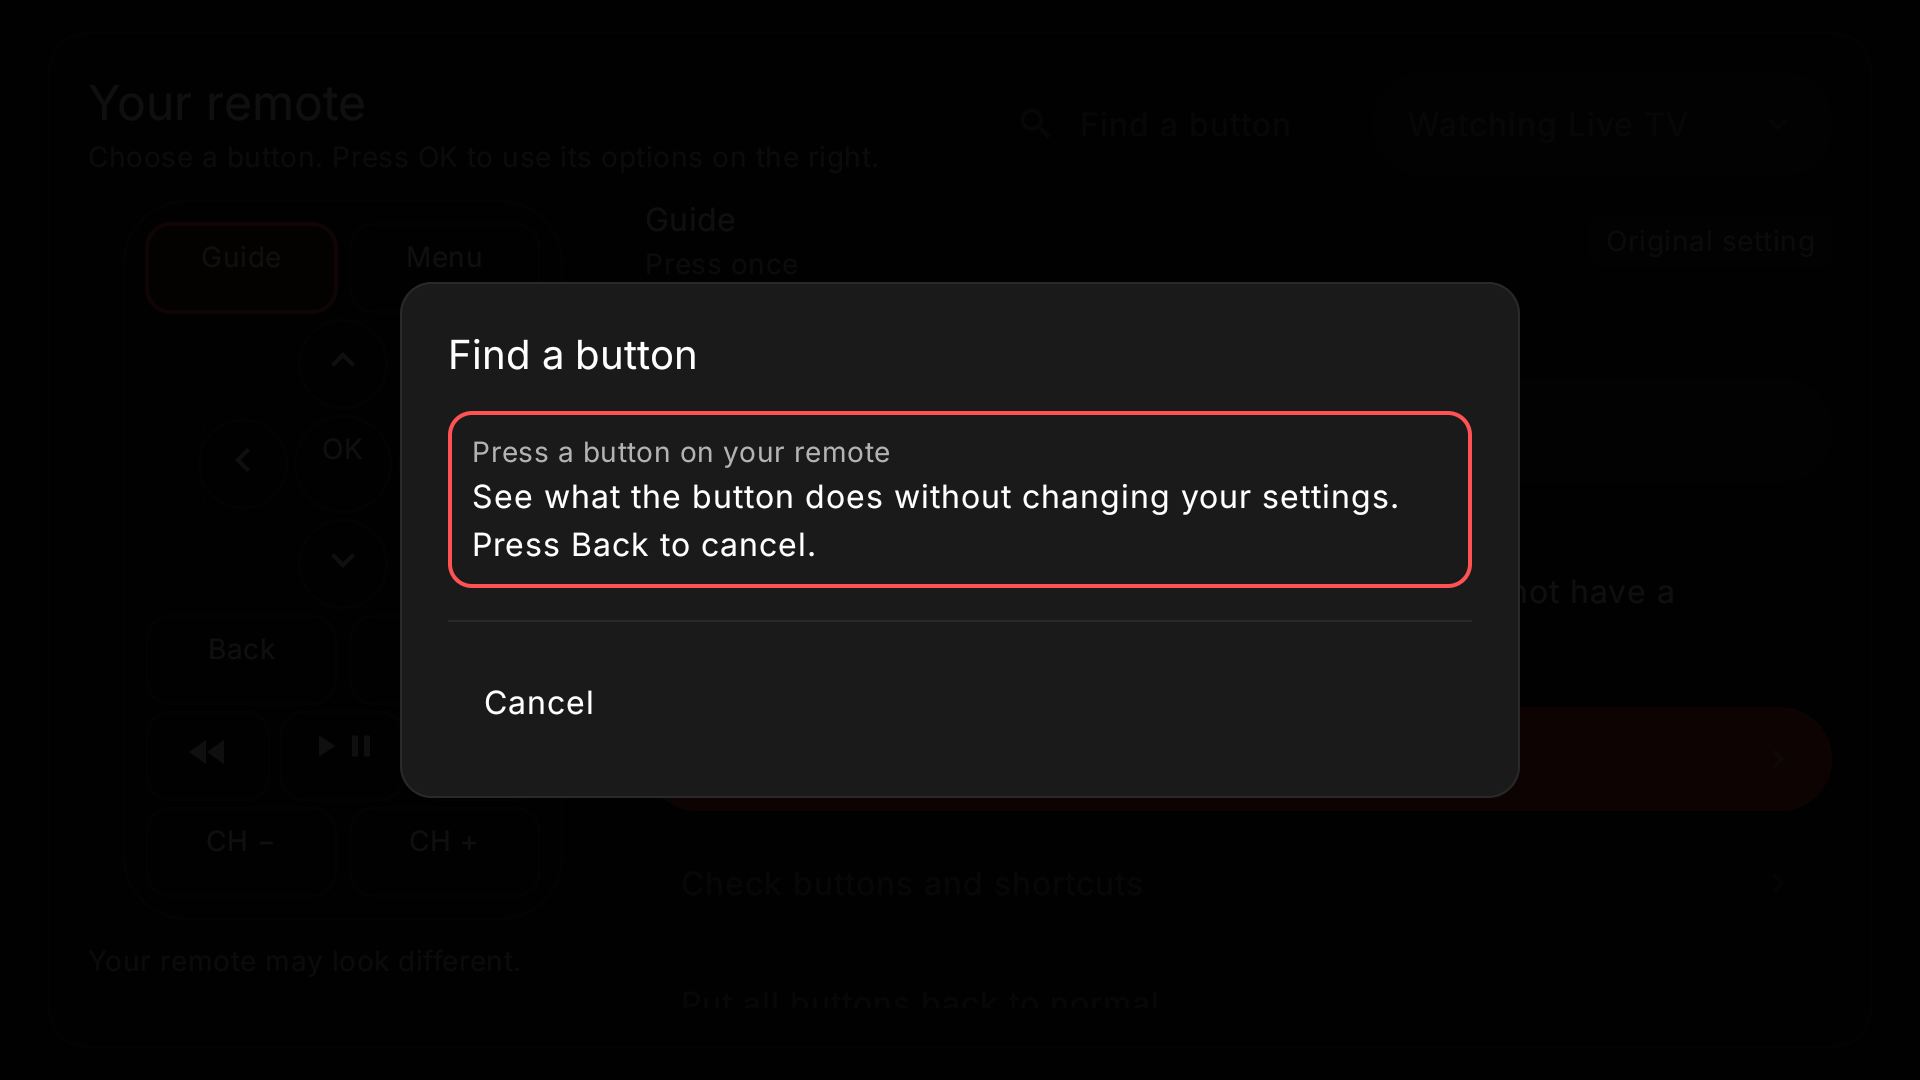 Your remote
Choose a button. Press OK to use its options on the right.
Find a button
Watching Live TV
Guide
Menu
Guide
Press once
Original setting
OK
Back
CH –
CH +
Your remote may look different.
Find a button
Press a button on your remote
See what the button does without changing your settings.
Press Back to cancel.
Cancel
not have a
Check buttons and shortcuts
Put all buttons back to normal